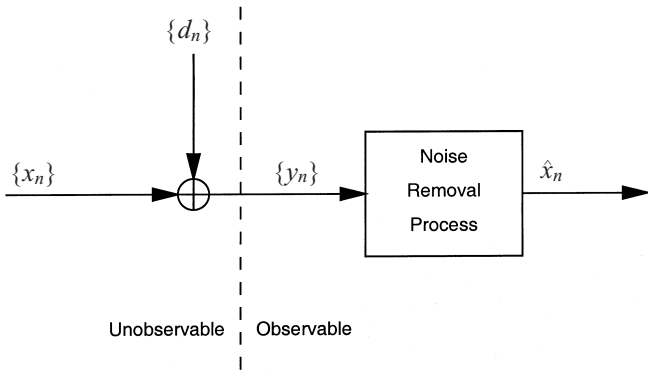 {dₙ}
{xₙ}
{yₙ}
Noise
Removal
Process
x̂ₙ
Unobservable
Observable